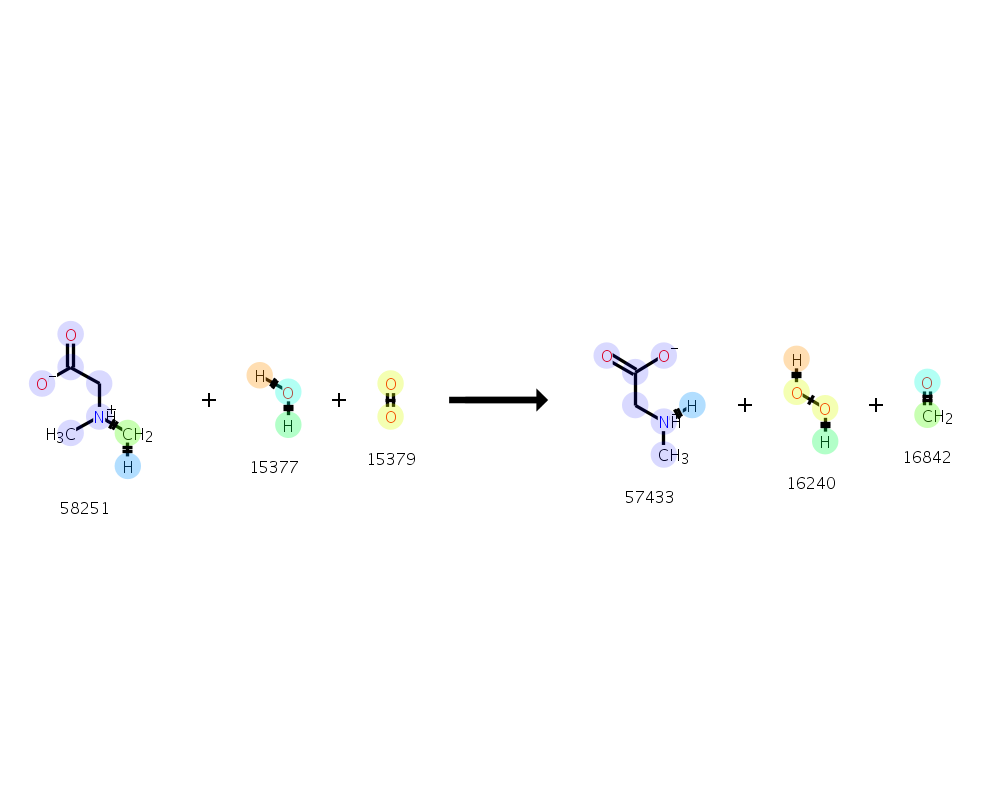 O
O−
N
+
H
H3C
CH2
H
58251
+
H
O
H
15377
+
O
O
15379
O
O−
H
NH
+
CH3
57433
+
H
O
O
H
16240
+
O
CH2
16842